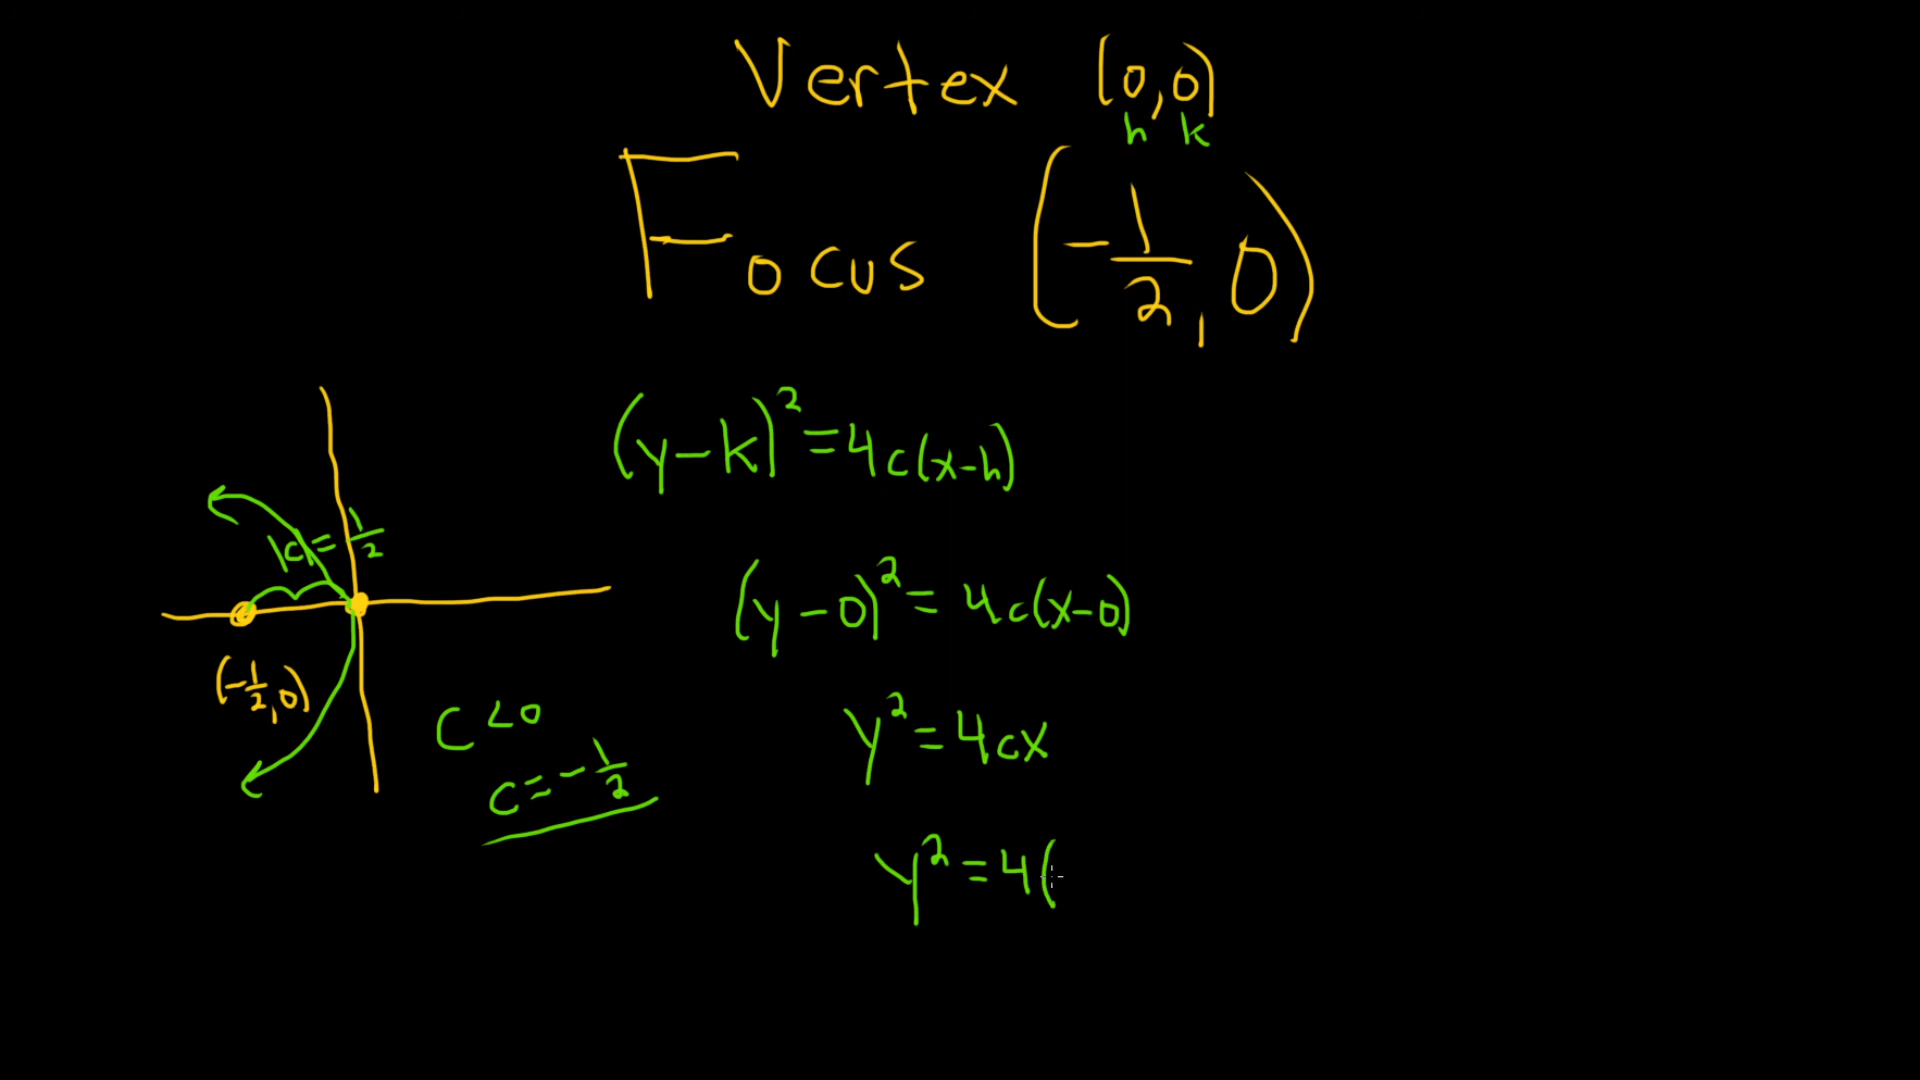 Vertex (0,0)
h k
Focus (-1/2, 0)
(y-k)²=4c(x-h)
|c|=1/2
(y-0)²=4c(x-0)
(-1/2, 0)
c<0
y²=4cx
c=-1/2
y²=4(